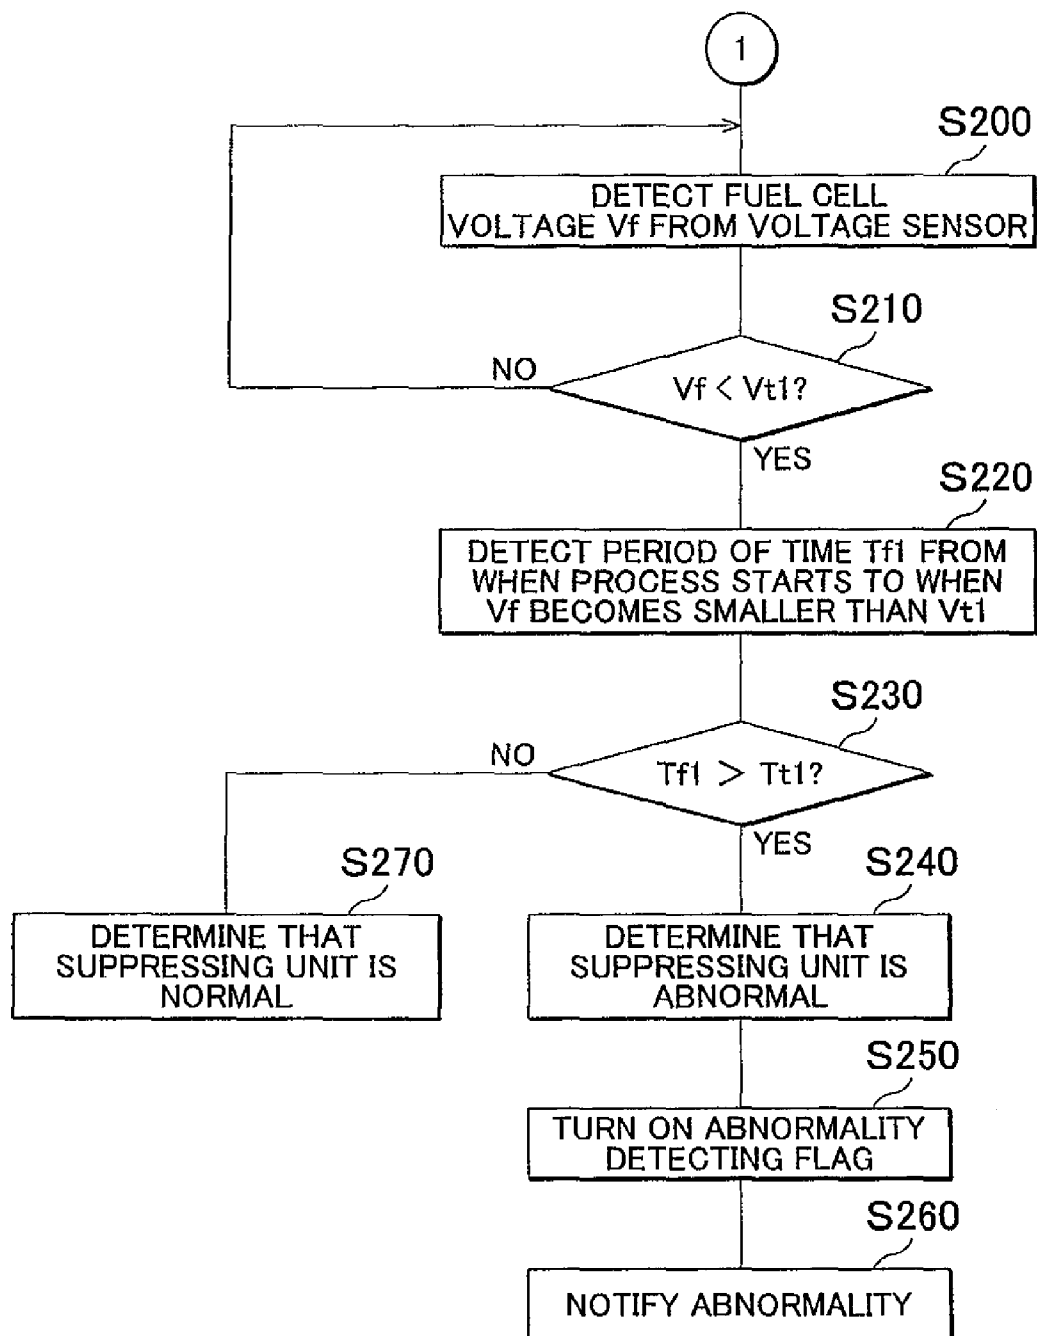 1
S200
DETECT FUEL CELL
VOLTAGE Vf FROM VOLTAGE SENSOR
S210
NO
Vf < Vt1?
YES
S220
DETECT PERIOD OF TIME Tf1 FROM
WHEN PROCESS STARTS TO WHEN
Vf BECOMES SMALLER THAN Vt1
S230
NO
Tf1 > Tt1?
YES
S270
DETERMINE THAT
SUPPRESSING UNIT IS
NORMAL
S240
DETERMINE THAT
SUPPRESSING UNIT IS
ABNORMAL
S250
TURN ON ABNORMALITY
DETECTING FLAG
S260
NOTIFY ABNORMALITY